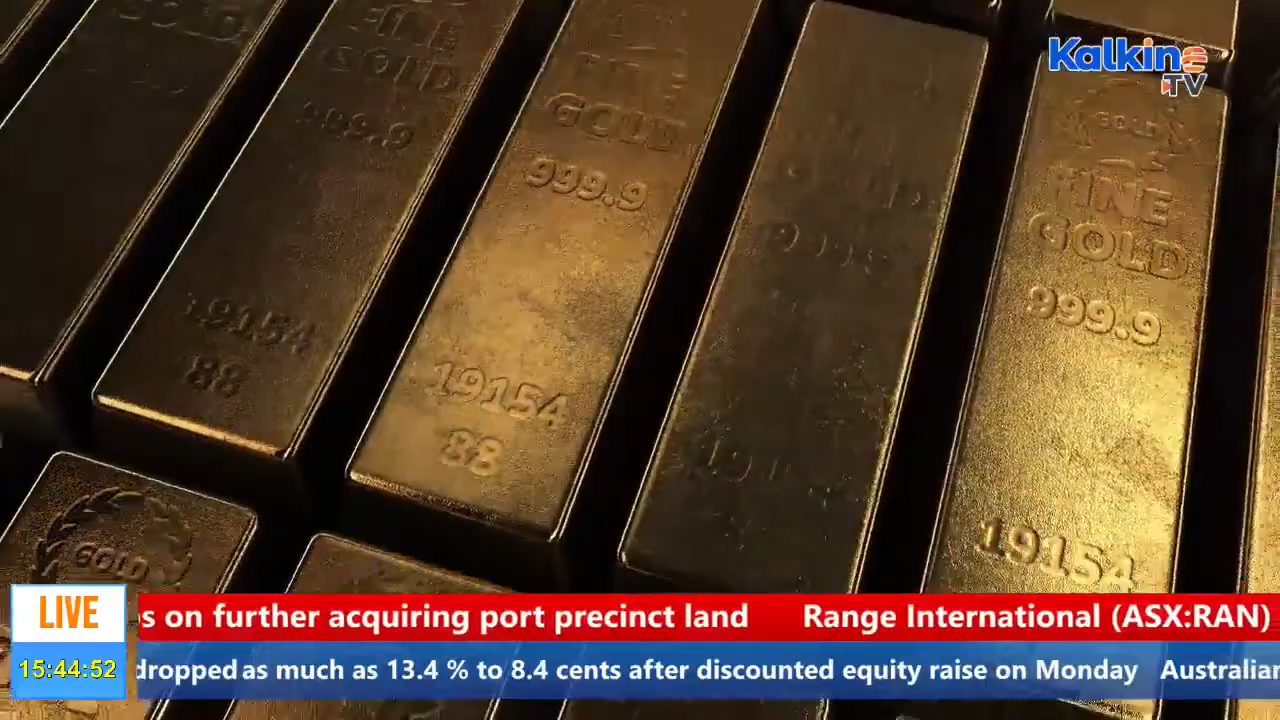 GOLD
FINE
GOLD
999.9
19154
88
FINE
GOLD
999.9
19154
88
GOLD
FINE
GOLD
999.9
19154
GOLD
Kalkine
TV
LIVE
15:44:52
s on further acquiring port precinct land Range International (ASX:RAN)
dropped as much as 13.4 % to 8.4 cents after discounted equity raise on Monday Australian